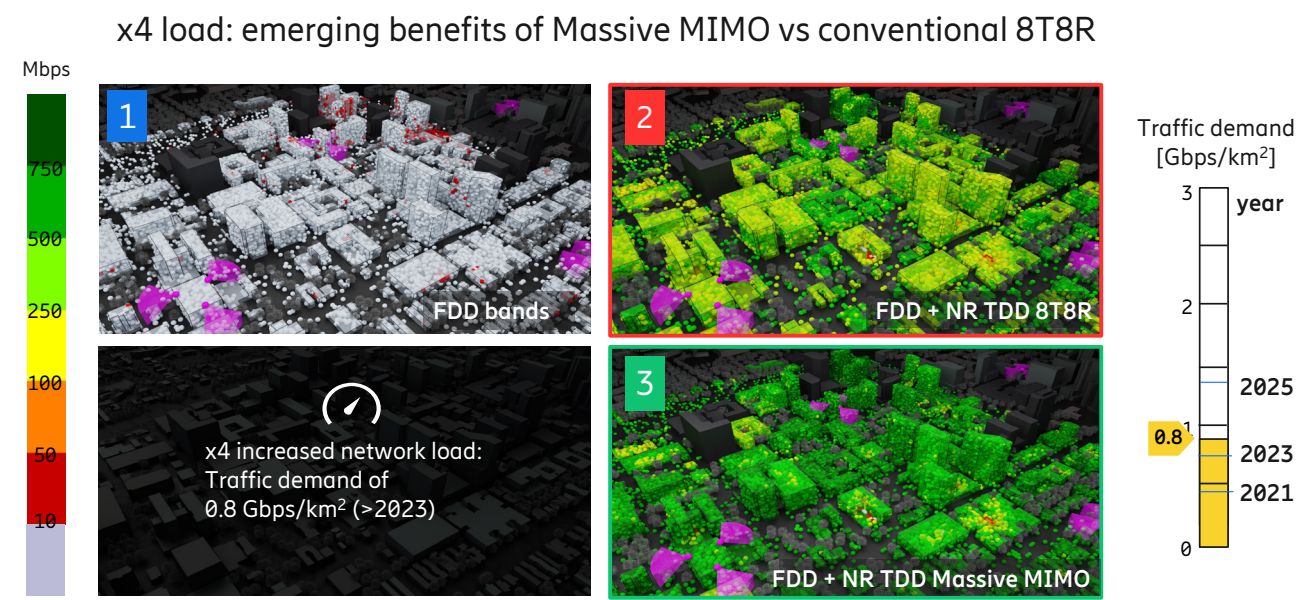 x4 load: emerging benefits of Massive MIMO vs conventional 8T8R
Mbps
750
500
250
100
50
10
1
FDD bands
2
FDD + NR TDD 8T8R
x4 increased network load:
Traffic demand of
0.8 Gbps/km² (>2023)
3
FDD + NR TDD Massive MIMO
Traffic demand
[Gbps/km²]
3
year
2
2025
1
0.8
2023
2021
0